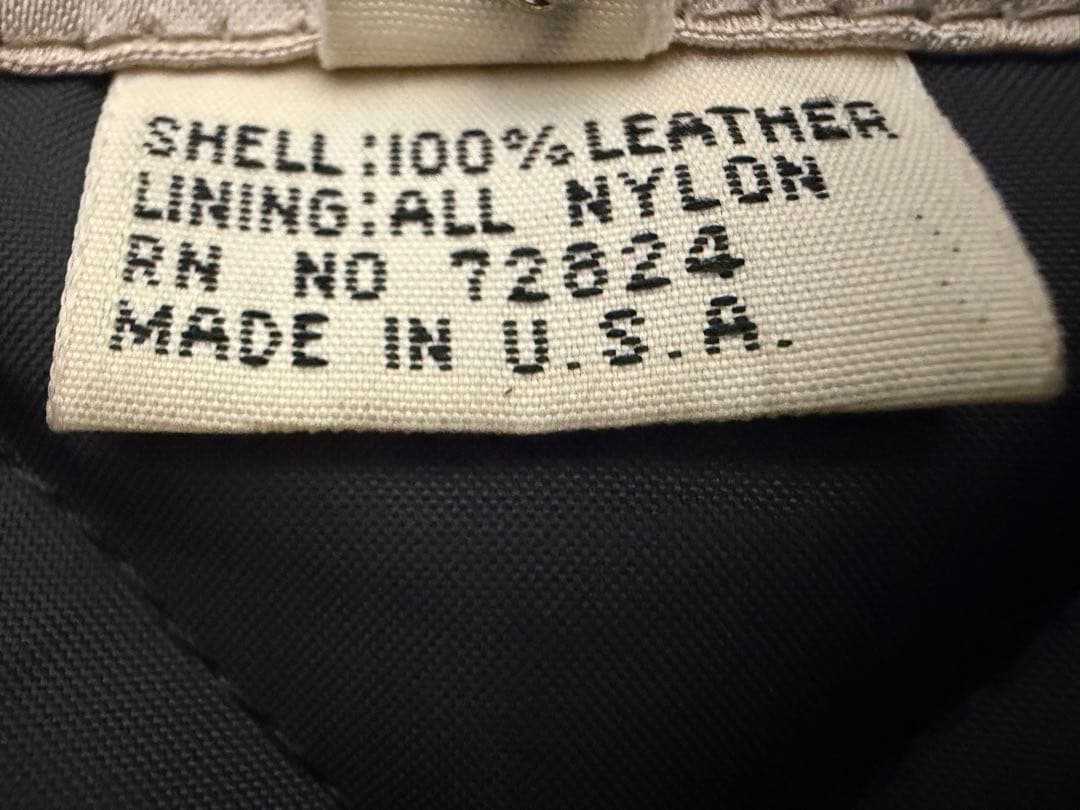 SHELL:100% LEATHER
LINING:ALL NYLON
RN NO 72824
MADE IN U.S.A.